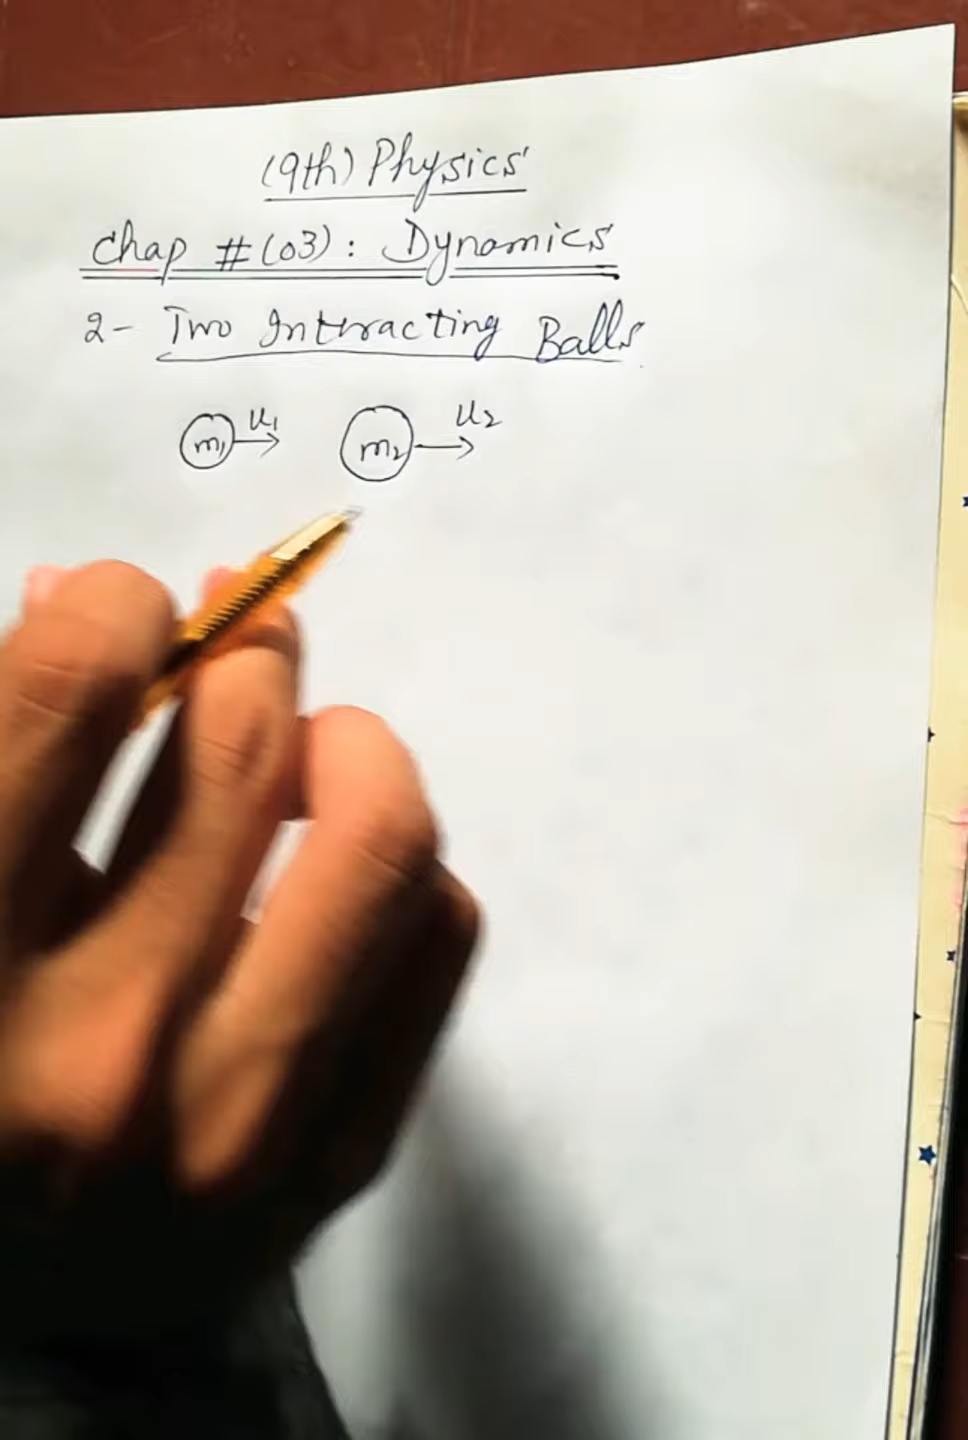 (9th) Physics
Chap #(03): Dynamics
2- Two Interacting Balls
m1 u1 m2 u2